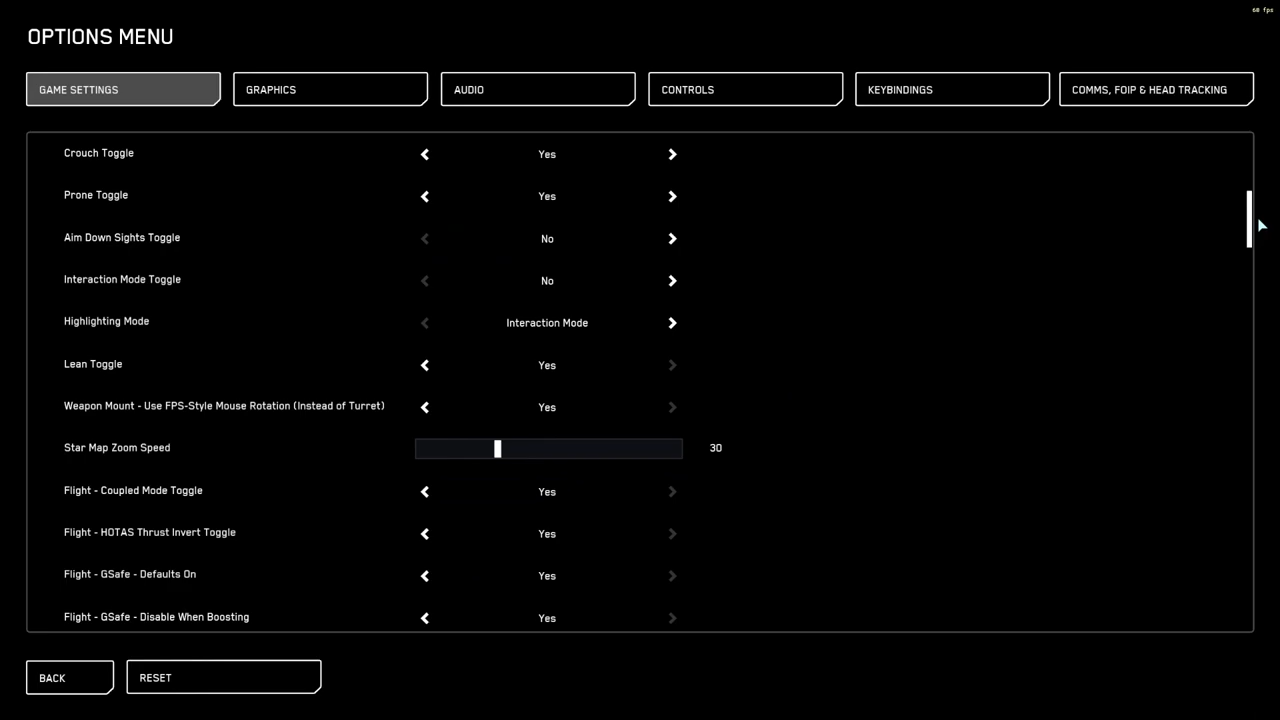 60 fps
OPTIONS MENU
GAME SETTINGS
GRAPHICS
AUDIO
CONTROLS
KEYBINDINGS
COMMS, FOIP & HEAD TRACKING
Crouch Toggle Yes
Prone Toggle Yes
Aim Down Sights Toggle No
Interaction Mode Toggle No
Highlighting Mode Interaction Mode
Lean Toggle Yes
Weapon Mount - Use FPS-Style Mouse Rotation (Instead of Turret) Yes
Star Map Zoom Speed 30
Flight - Coupled Mode Toggle Yes
Flight - HOTAS Thrust Invert Toggle Yes
Flight - GSafe - Defaults On Yes
Flight - GSafe - Disable When Boosting Yes
BACK
RESET